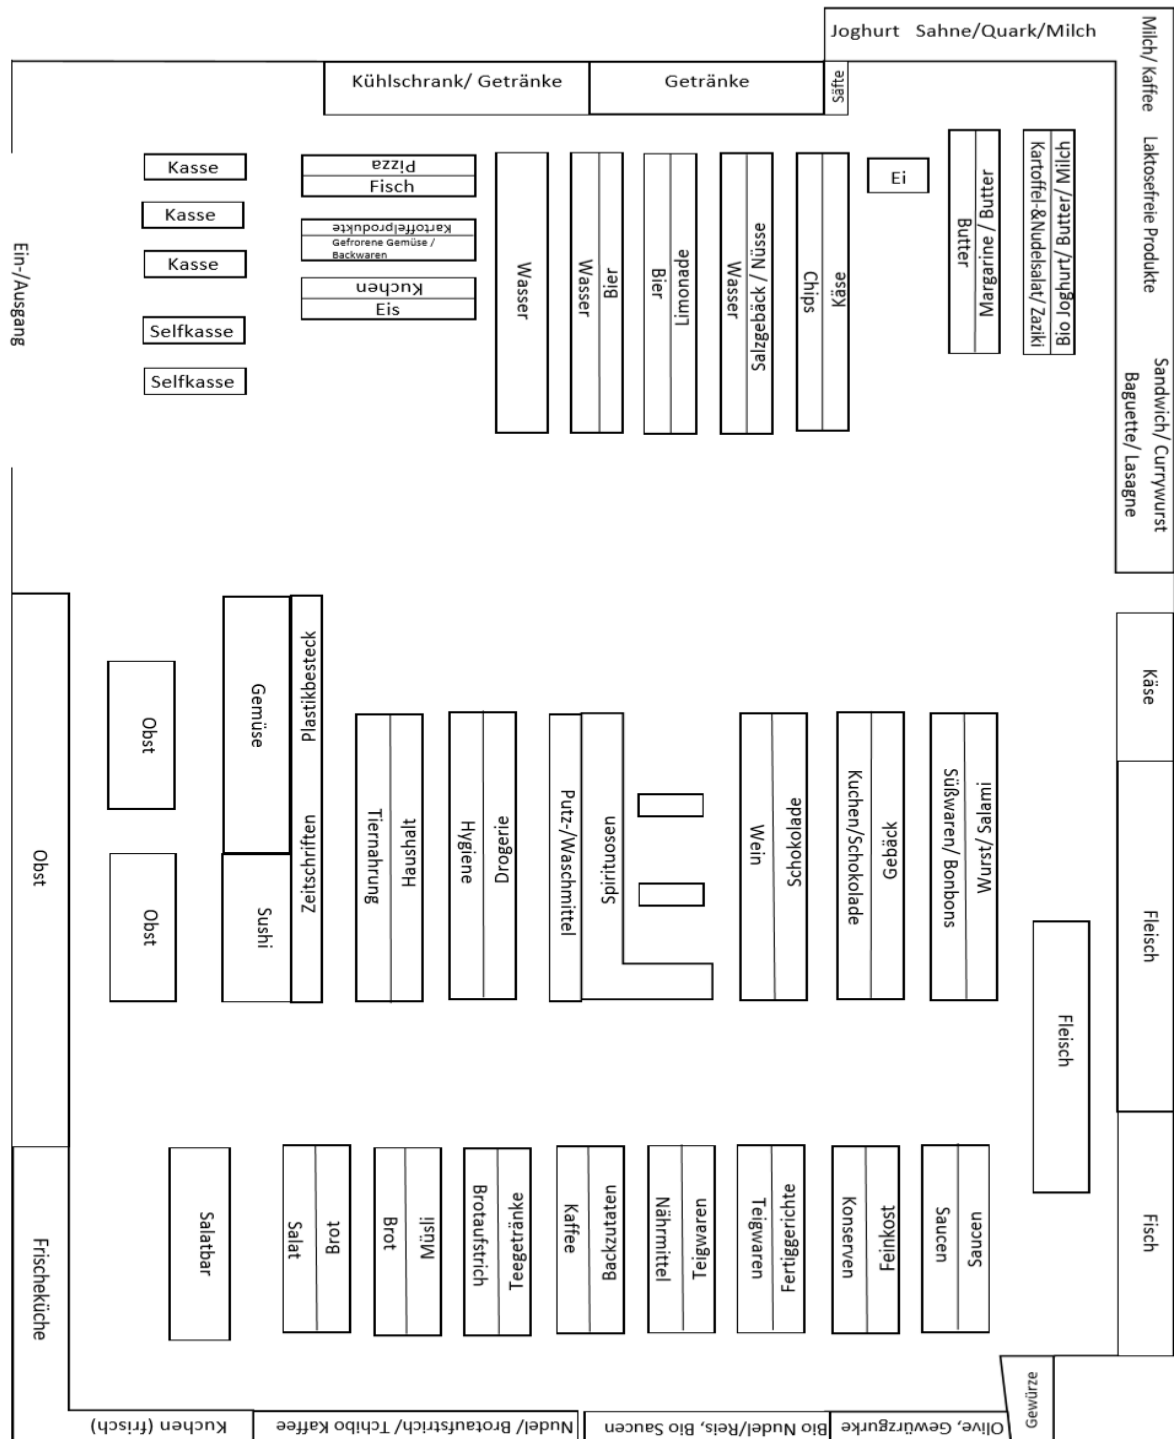 Joghurt Sahne/Quark/Milch
Milch/ Kaffee Laktosefreie Produkte
Sandwich/ Currywurst
Baguette/ Lasagne
Kühlschrank/ Getränke
Getränke
Säfte
Ein-/Ausgang
Kasse
Kasse
Kasse
Selfkasse
Selfkasse
Pizza
Fisch
Kartoffelprodukte
Gefrorene Gemüse /
Backwaren
Kuchen
Eis
Wasser
Wasser
Bier
Bier
Limonade
Wasser
Salzgebäck / Nüsse
Chips
Käse
Ei
Butter
Margarine / Butter
Kartoffel-&Nudelsalat/ Zaziki
Bio Joghurt/ Butter/ Milch
Obst
Obst
Obst
Gemüse
Sushi
Plastikbesteck
Zeitschriften
Tiernahrung
Haushalt
Hygiene
Drogerie
Putz-/Waschmittel
Spirituosen
Wein
Schokolade
Kuchen/Schokolade
Gebäck
Süßwaren/ Bonbons
Wurst/ Salami
Käse
Fleisch
Fleisch
Fisch
Frischeküche
Salatbar
Salat
Brot
Brot
Müsli
Brotaufstrich
Teegetränke
Kaffee
Backzutaten
Nährmittel
Teigwaren
Teigwaren
Fertiggerichte
Konserven
Feinkost
Saucen
Saucen
Kuchen (frisch)
Nudel/ Brotaufstrich/ Tchibo Kaffee
Bio Nudel/Reis, Bio Saucen
Olive, Gewürzgurke
Gewürze